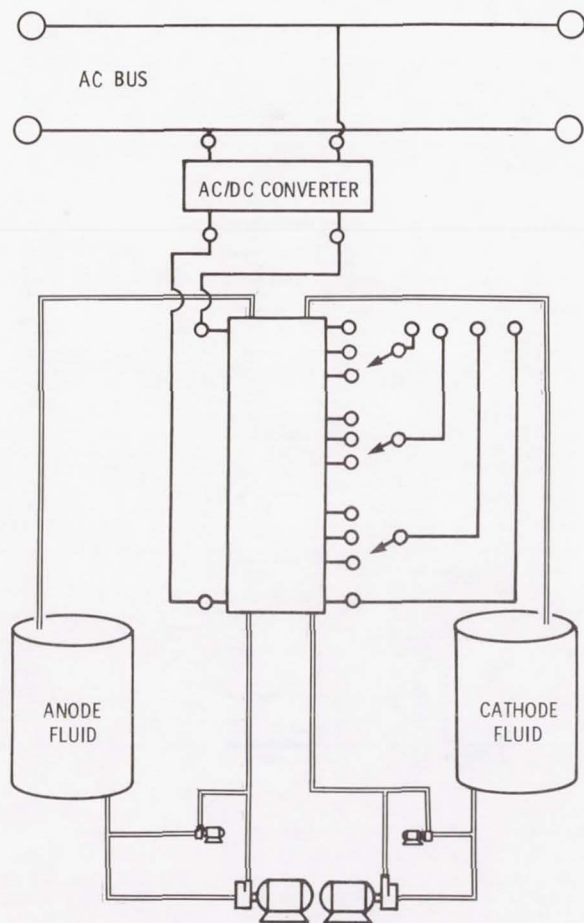 AC BUS
AC/DC CONVERTER
ANODE
FLUID
CATHODE
FLUID